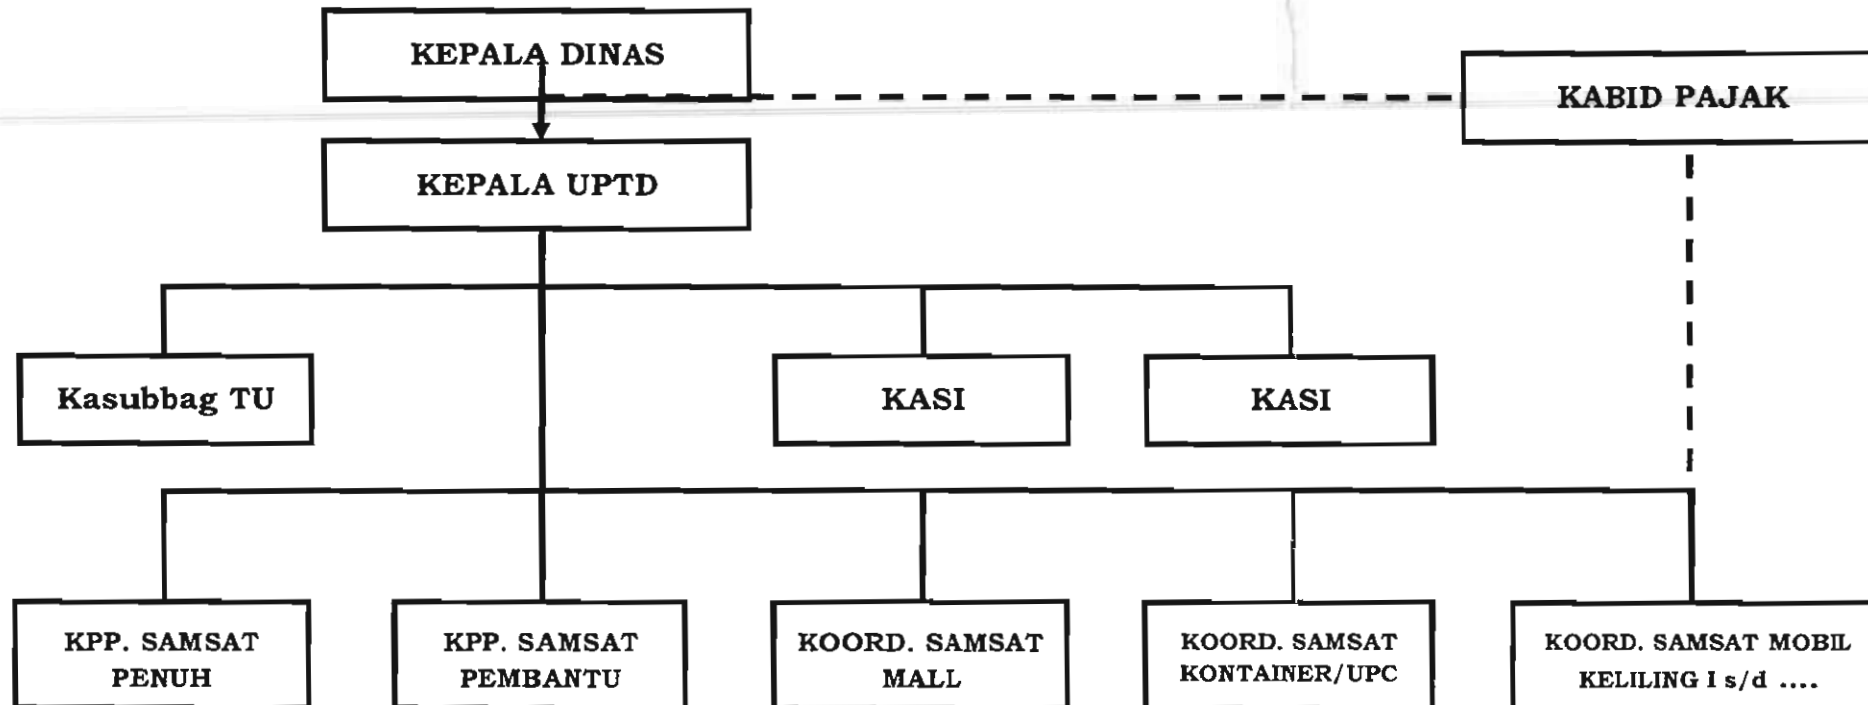 KEPALA DINAS
KABID PAJAK
KEPALA UPTD
Kasubbag TU
KASI
KASI
KPP. SAMSAT
PENUH
KPP. SAMSAT
PEMBANTU
KOORD. SAMSAT
MALL
KOORD. SAMSAT
KONTAINER/UPC
KOORD. SAMSAT MOBIL
KELILING I s/d ....